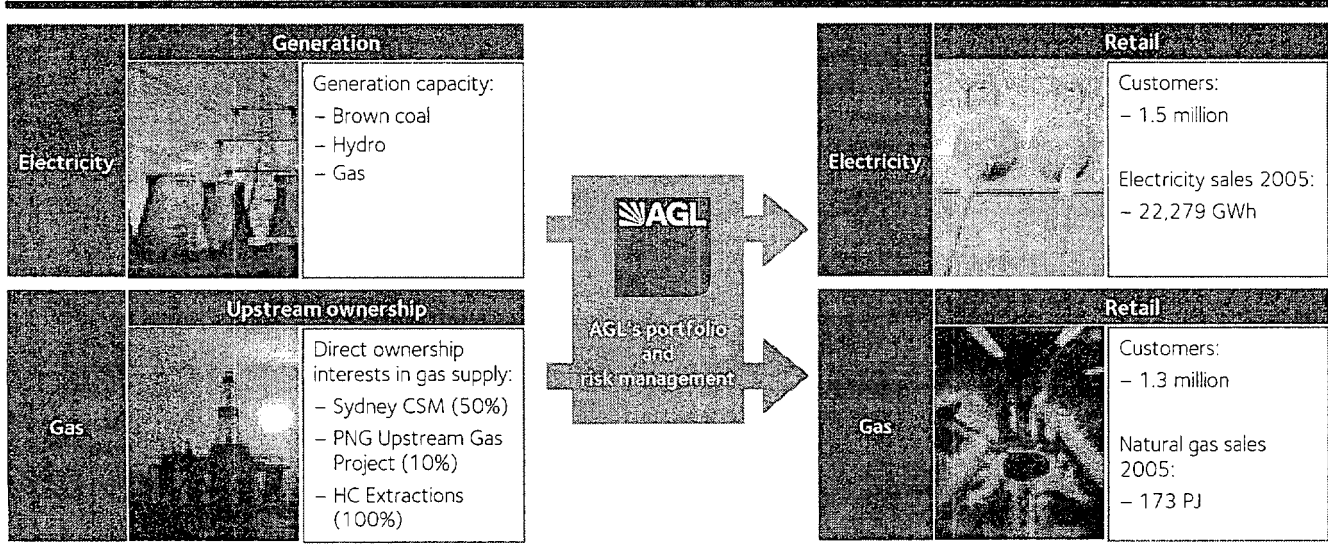 Generation
Electricity
Generation capacity:
– Brown coal
– Hydro
– Gas
Upstream ownership
Gas
Direct ownership
interests in gas supply:
– Sydney CSM (50%)
– PNG Upstream Gas
Project (10%)
– HC Extractions
(100%)
AGL
AGL's portfolio
and
risk management
Retail
Electricity
Customers:
– 1.5 million
Electricity sales 2005:
– 22,279 GWh
Retail
Gas
Customers:
– 1.3 million
Natural gas sales
2005:
– 173 PJ